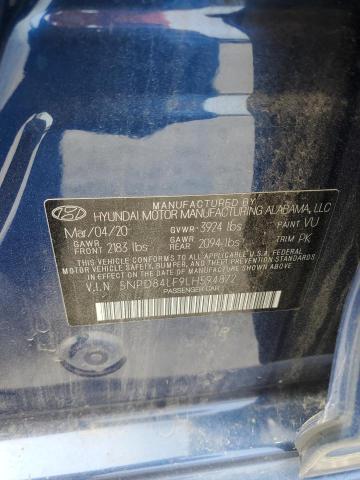 MANUFACTURED BY
HYUNDAI MOTOR MANUFACTURING ALABAMA, LLC
Mar/04/20 GVWR-3924 lbs PAINT VU
GAWR FRONT 2183 lbs GAWR REAR 2094 lbs TRIM PK
THIS VEHICLE CONFORMS TO ALL APPLICABLE U.S. FEDERAL
MOTOR VEHICLE SAFETY, BUMPER, AND THEFT PREVENTION STANDARDS
IN EFFECT ON THE DATE OF MANUFACTURE SHOWN ABOVE.
V.I.N 5NPD84LF9LH594872
PASSENGER CAR